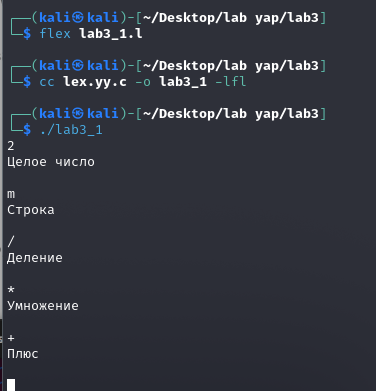 ┌──(kali㉿kali)-[~/Desktop/lab yap/lab3]
└─$ flex lab3_1.l
┌──(kali㉿kali)-[~/Desktop/lab yap/lab3]
└─$ cc lex.yy.c -o lab3_1 -lfl
┌──(kali㉿kali)-[~/Desktop/lab yap/lab3]
└─$ ./lab3_1
2
Целое число
m
Строка
/
Деление
*
Умножение
+
Плюс